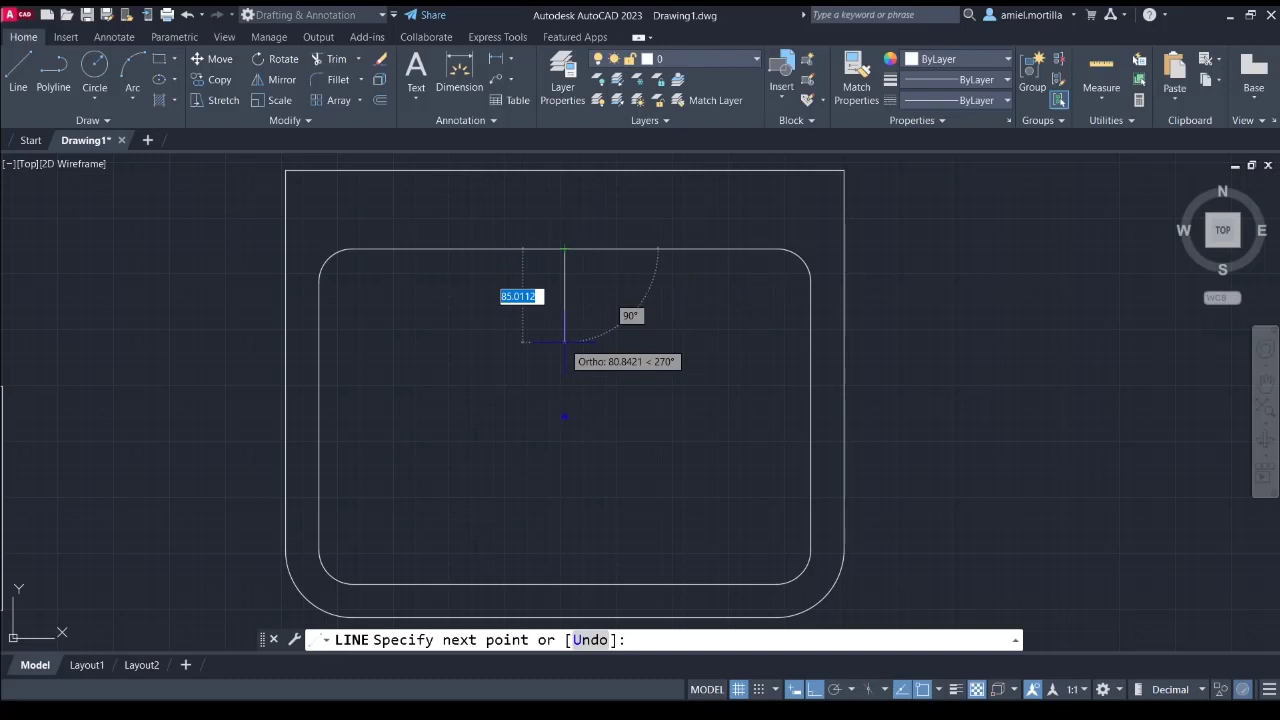 CAD Drafting & Annotation Share Autodesk AutoCAD 2023 Drawing1.dwg Type a keyword or phrase amiel.mortilla
Home Insert Annotate Parametric View Manage Output Add-ins Collaborate Express Tools Featured Apps
Move Rotate Trim 0 ByLayer
Line Polyline Circle Arc Copy Mirror Fillet Text Dimension Layer Properties Insert Match Properties ByLayer Group Measure Paste Base
Stretch Scale Array Table Match Layer ByLayer
Draw Modify Annotation Layers Block Properties Groups Utilities Clipboard View
Start Drawing1*
[−][Top][2D Wireframe]
N
W TOP E
S
WCS
85.0112
90°
Ortho: 80.8421 < 270°
Y
X
LINE Specify next point or [Undo]:
Model Layout1 Layout2
MODEL 1:1 Decimal